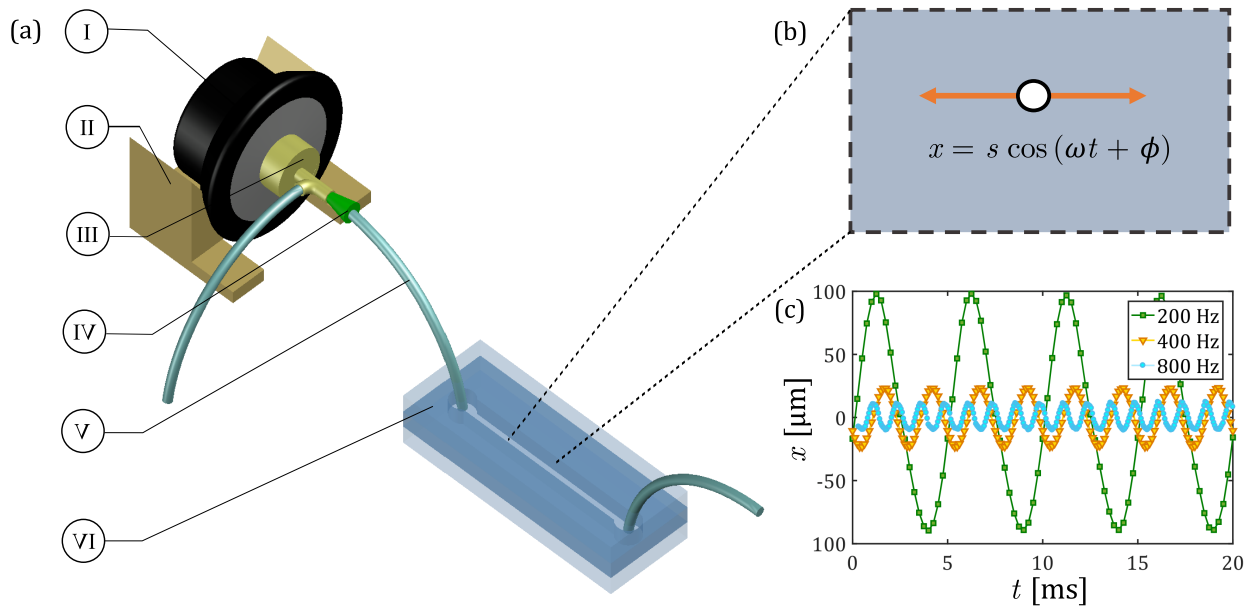 (a)
I
II
III
IV
V
VI
(b)
x = s cos (ωt + ϕ)
(c)
100
50
0
-50
100
x [μm]
0
5
10
15
20
t [ms]
200 Hz
400 Hz
800 Hz